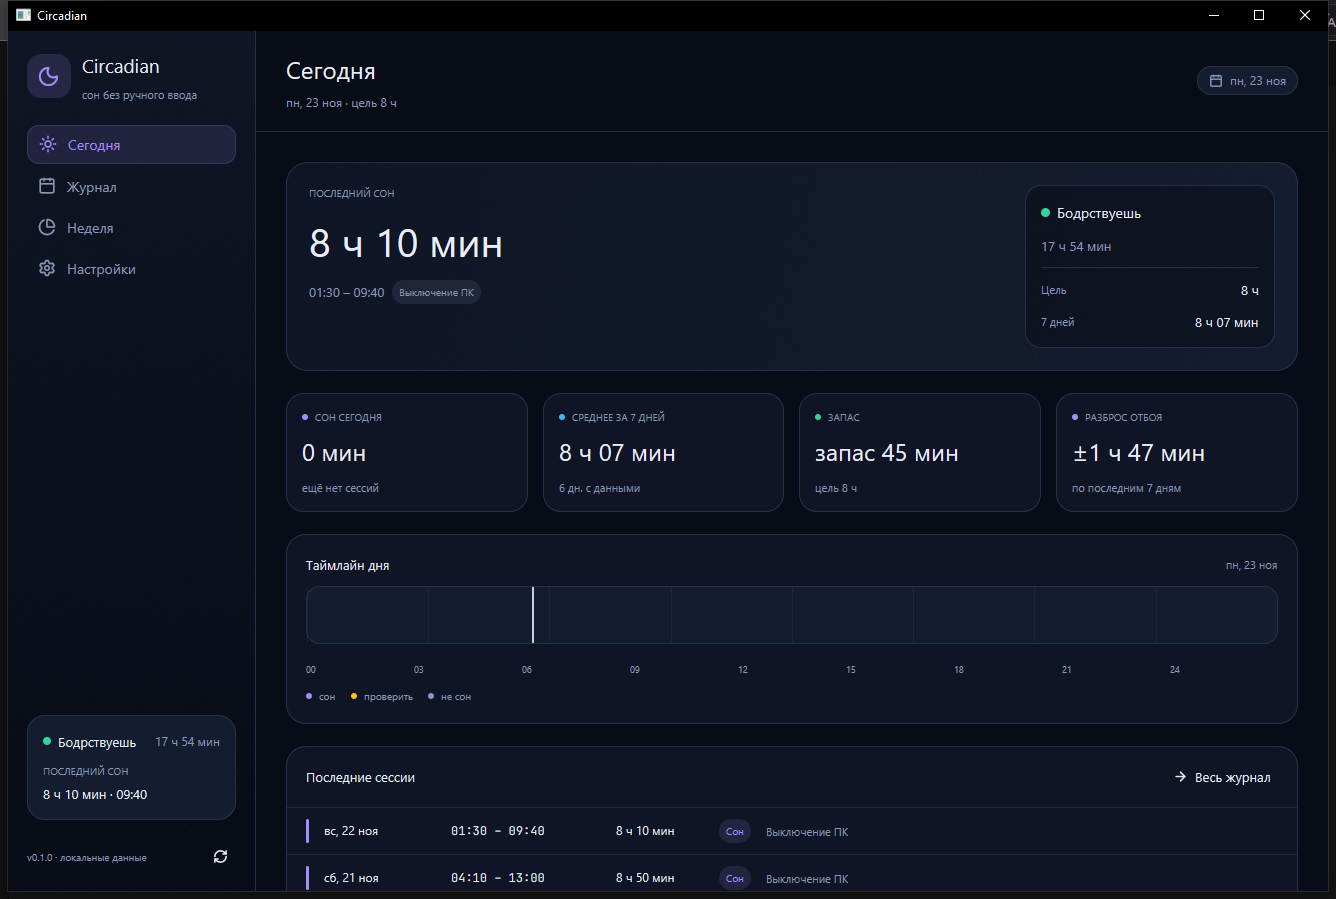 Circadian
Circadian
сон без ручного ввода
Сегодня
Журнал
Неделя
Настройки
Бодрствуешь 17 ч 54 мин
ПОСЛЕДНИЙ СОН
8 ч 10 мин · 09:40
v0.1.0 · локальные данные
Сегодня
пн, 23 ноя · цель 8 ч
пн, 23 ноя
ПОСЛЕДНИЙ СОН
8 ч 10 мин
01:30 – 09:40 Выключение ПК
Бодрствуешь
17 ч 54 мин
Цель 8 ч
7 дней 8 ч 07 мин
СОН СЕГОДНЯ
0 мин
ещё нет сессий
СРЕДНЕЕ ЗА 7 ДНЕЙ
8 ч 07 мин
6 дн. с данными
ЗАПАС
запас 45 мин
цель 8 ч
РАЗБРОС ОТБОЯ
±1 ч 47 мин
по последним 7 дням
Таймлайн дня пн, 23 ноя
00 03 06 09 12 15 18 21 24
сон проверить не сон
Последние сессии Весь журнал
вс, 22 ноя 01:30 – 09:40 8 ч 10 мин Сон Выключение ПК
сб, 21 ноя 04:10 – 13:00 8 ч 50 мин Сон Выключение ПК